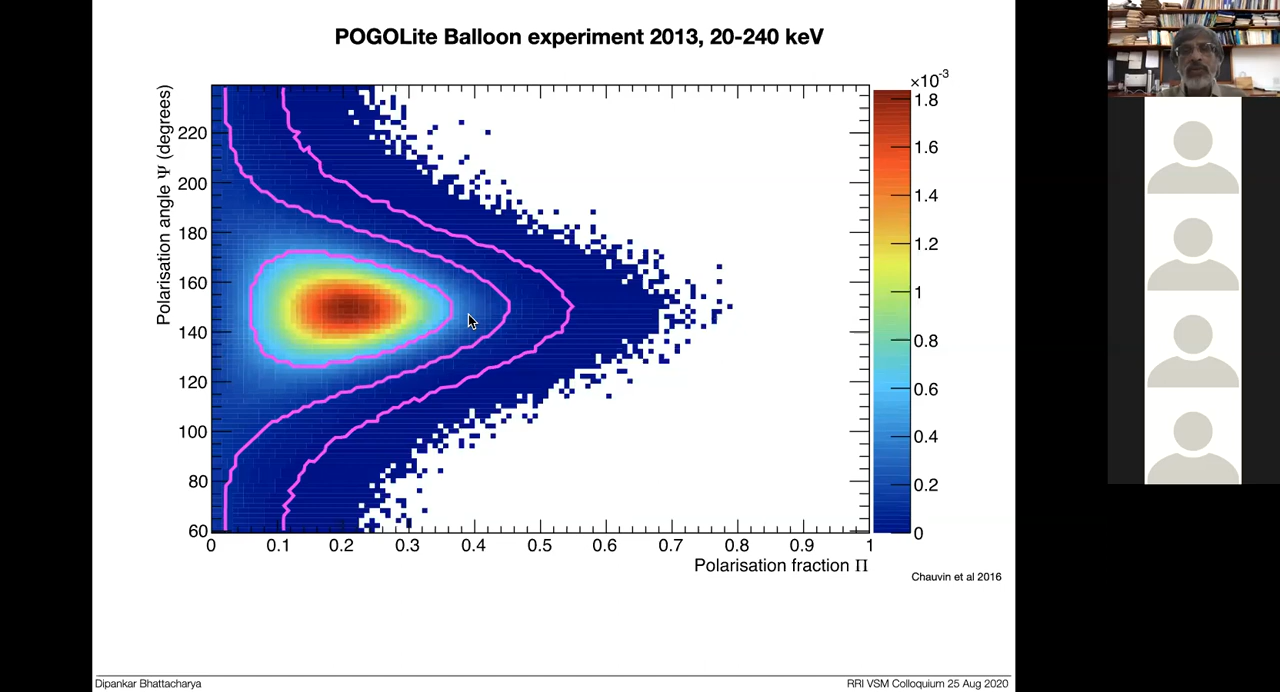 POGOLite Balloon experiment 2013, 20-240 keV
×10⁻³
Polarisation angle Ψ (degrees)
220
200
180
160
140
120
100
80
60
0 0.1 0.2 0.3 0.4 0.5 0.6 0.7 0.8 0.9 1
Polarisation fraction Π
1.8
1.6
1.4
1.2
1
0.8
0.6
0.4
0.2
0
Chauvin et al 2016
Dipankar Bhattacharya
RRI VSM Colloquium 25 Aug 2020